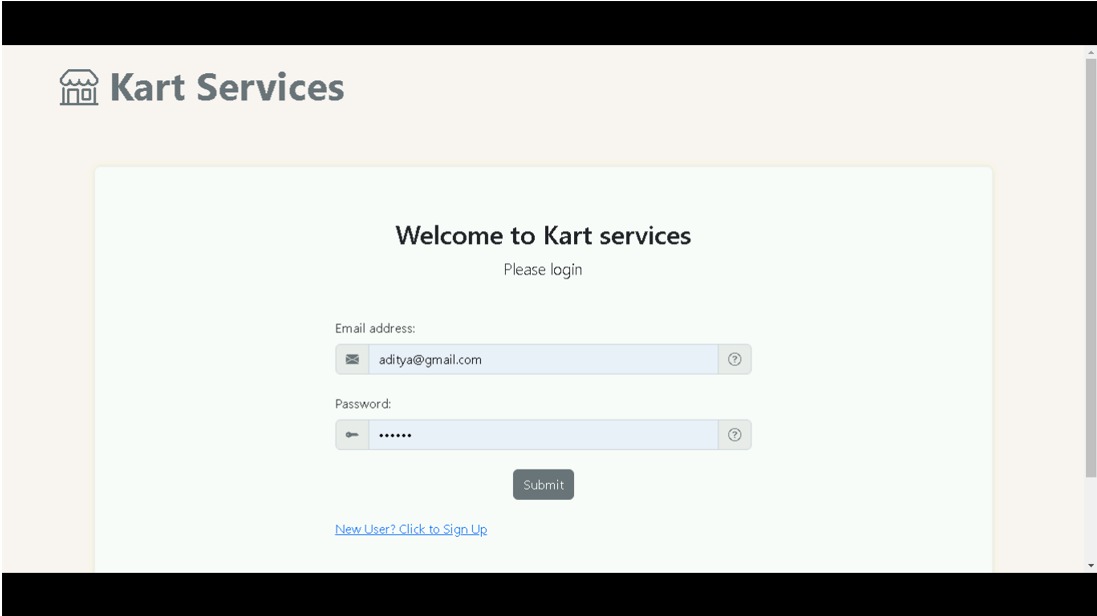 Kart Services
Welcome to Kart services
Please login
Email address:
aditya@gmail.com
Password:
••••••
Submit
New User? Click to Sign Up